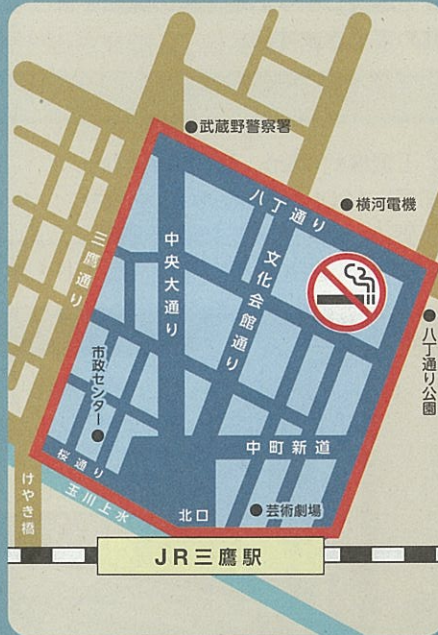 ●武蔵野警察署
八丁通り
●横河電機
三鷹通り
中央大通り
文化会館通り
●八丁通り公園
市政センター●
中町新道
桜通り
けやき橋
玉川上水
北口
●芸術劇場
JR三鷹駅